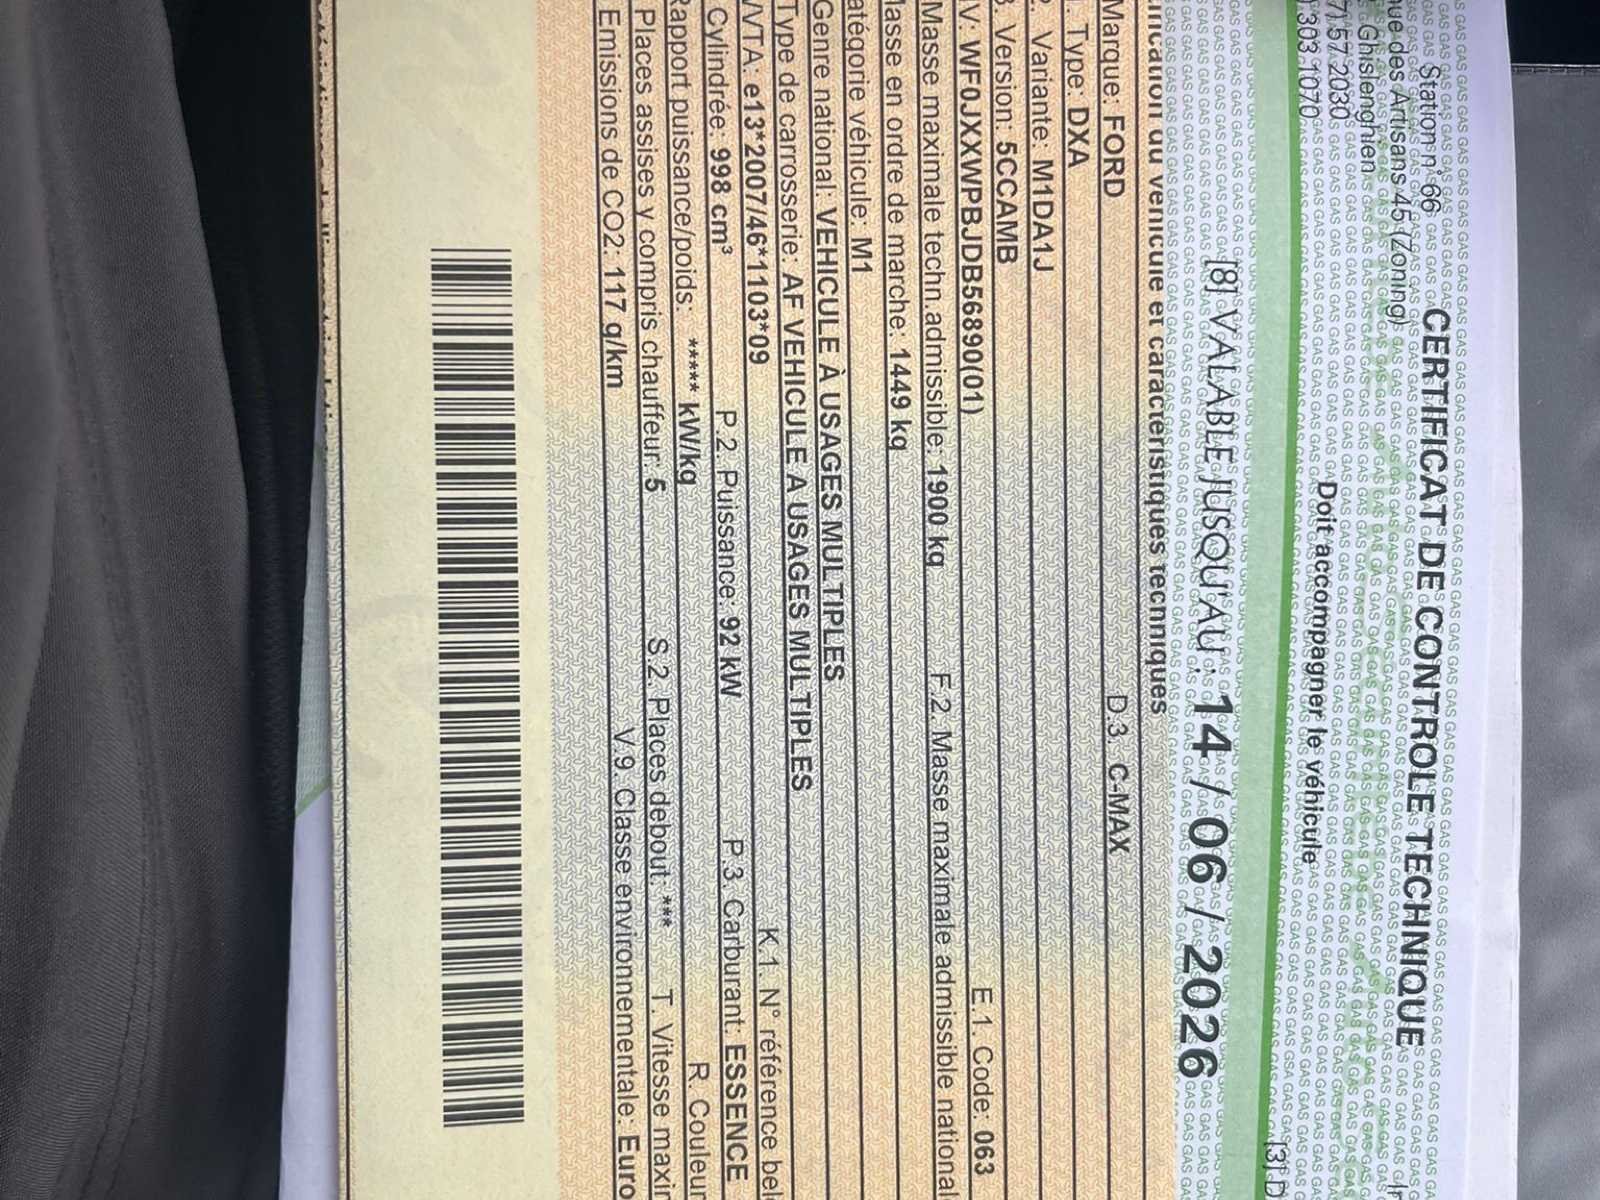 CERTIFICAT DE CONTROLE TECHNIQUE
Station n° 66
des Artisans 45 (Zoning)
Ghislenghien
57 2030
303 1070
Doit accompagner le véhicule
[3] D
[8] VALABLE JUSQU'AU : 14 / 06 / 2026
du véhicule et caractéristiques techniques
Marque: FORD D.3. C-MAX
Type: DXA
Variante: M1DA1J
Version: 5CCAMB E.1. Code: 063
IV: WF0JXXWPBJDB56890(01)
Masse maximale techn.admissible: 1900 kg F.2. Masse maximale admissible national
Masse en ordre de marche: 1449 kg
atégorie véhicule: M1
Genre national: VEHICULE À USAGES MULTIPLES
Type de carrosserie: AF VEHICULE A USAGES MULTIPLES
VTA: e13*2007/46*1103*09 K.1. N° référence bel
Cylindrée: 998 cm³ P.2. Puissance: 92 kW P.3. Carburant: ESSENCE
Rapport puissance/poids: ***** kW/kg R. Couleur
Places assises y compris chauffeur: 5 S.2. Places debout: *** T. Vitesse maxim
Emissions de CO2: 117 g/km V.9. Classe environnementale: Euro